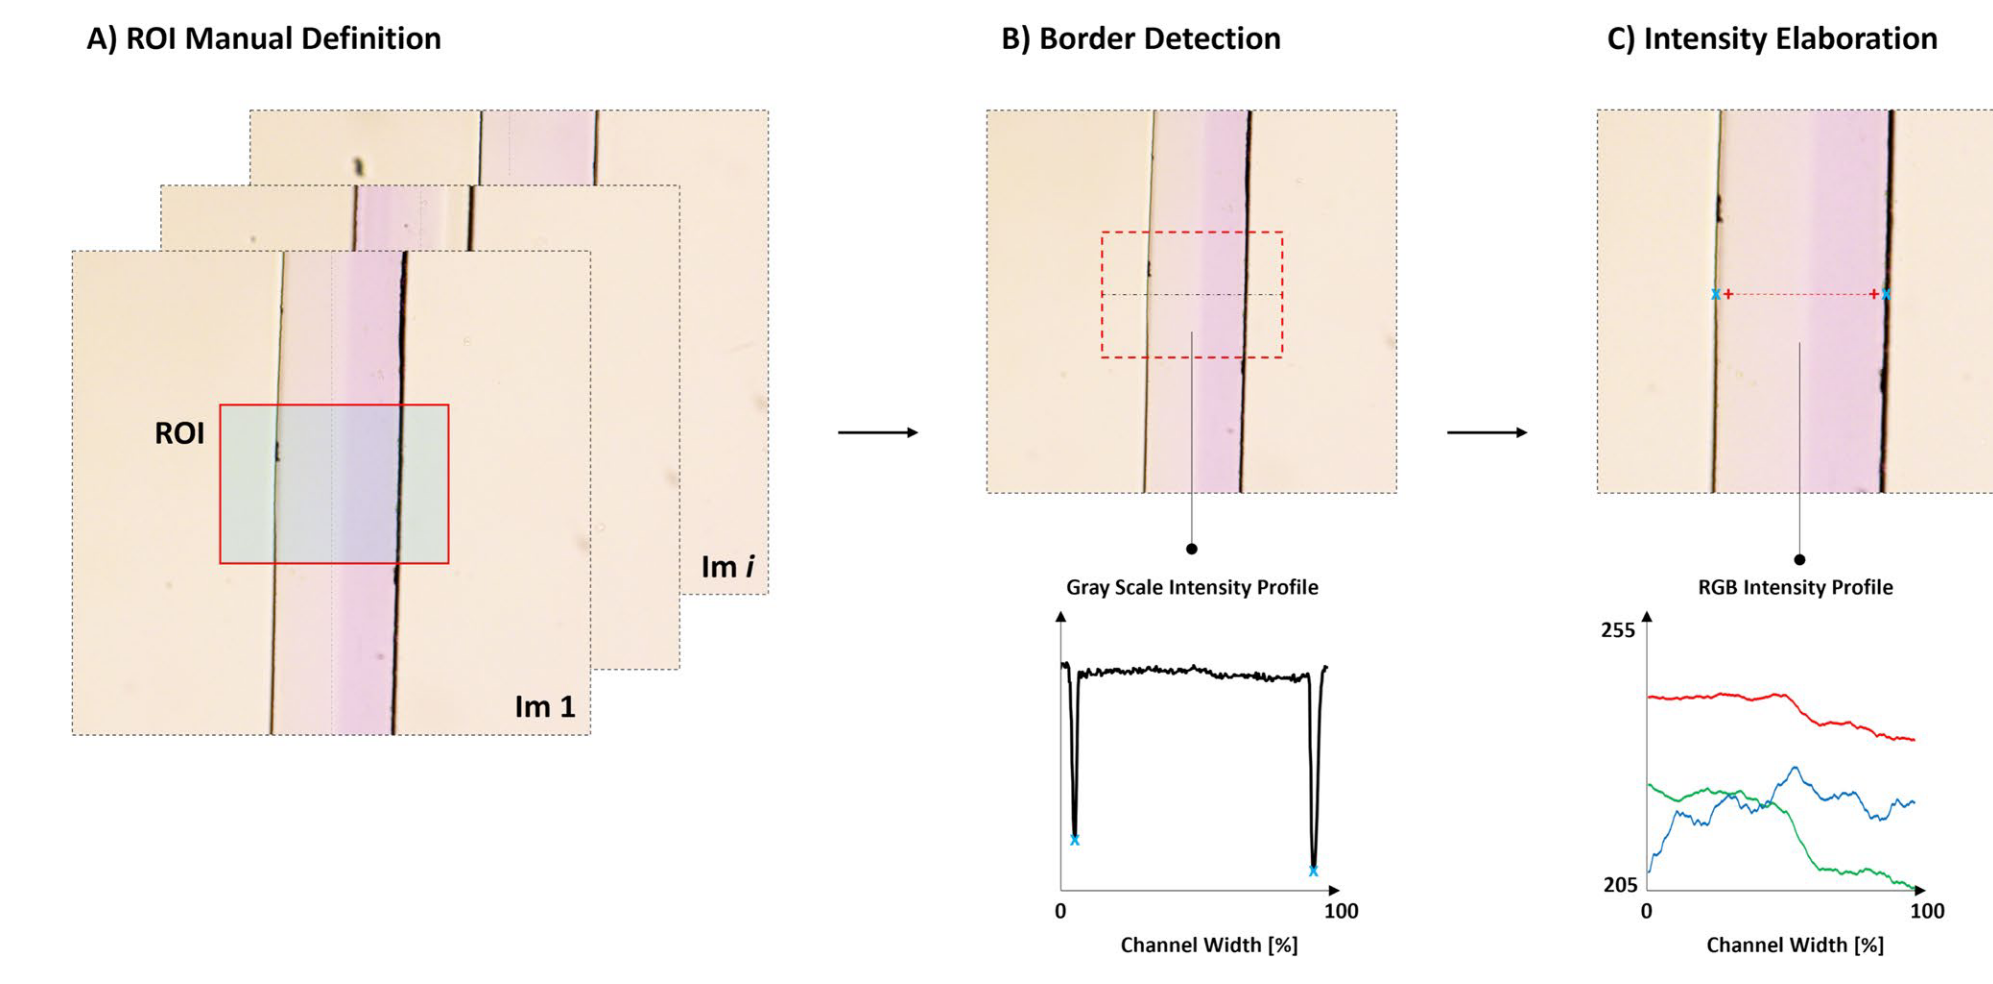 A) ROI Manual Definition
B) Border Detection
C) Intensity Elaboration
ROI
Im i
Im 1
Gray Scale Intensity Profile
0
100
Channel Width [%]
RGB Intensity Profile
255
205
0
100
Channel Width [%]